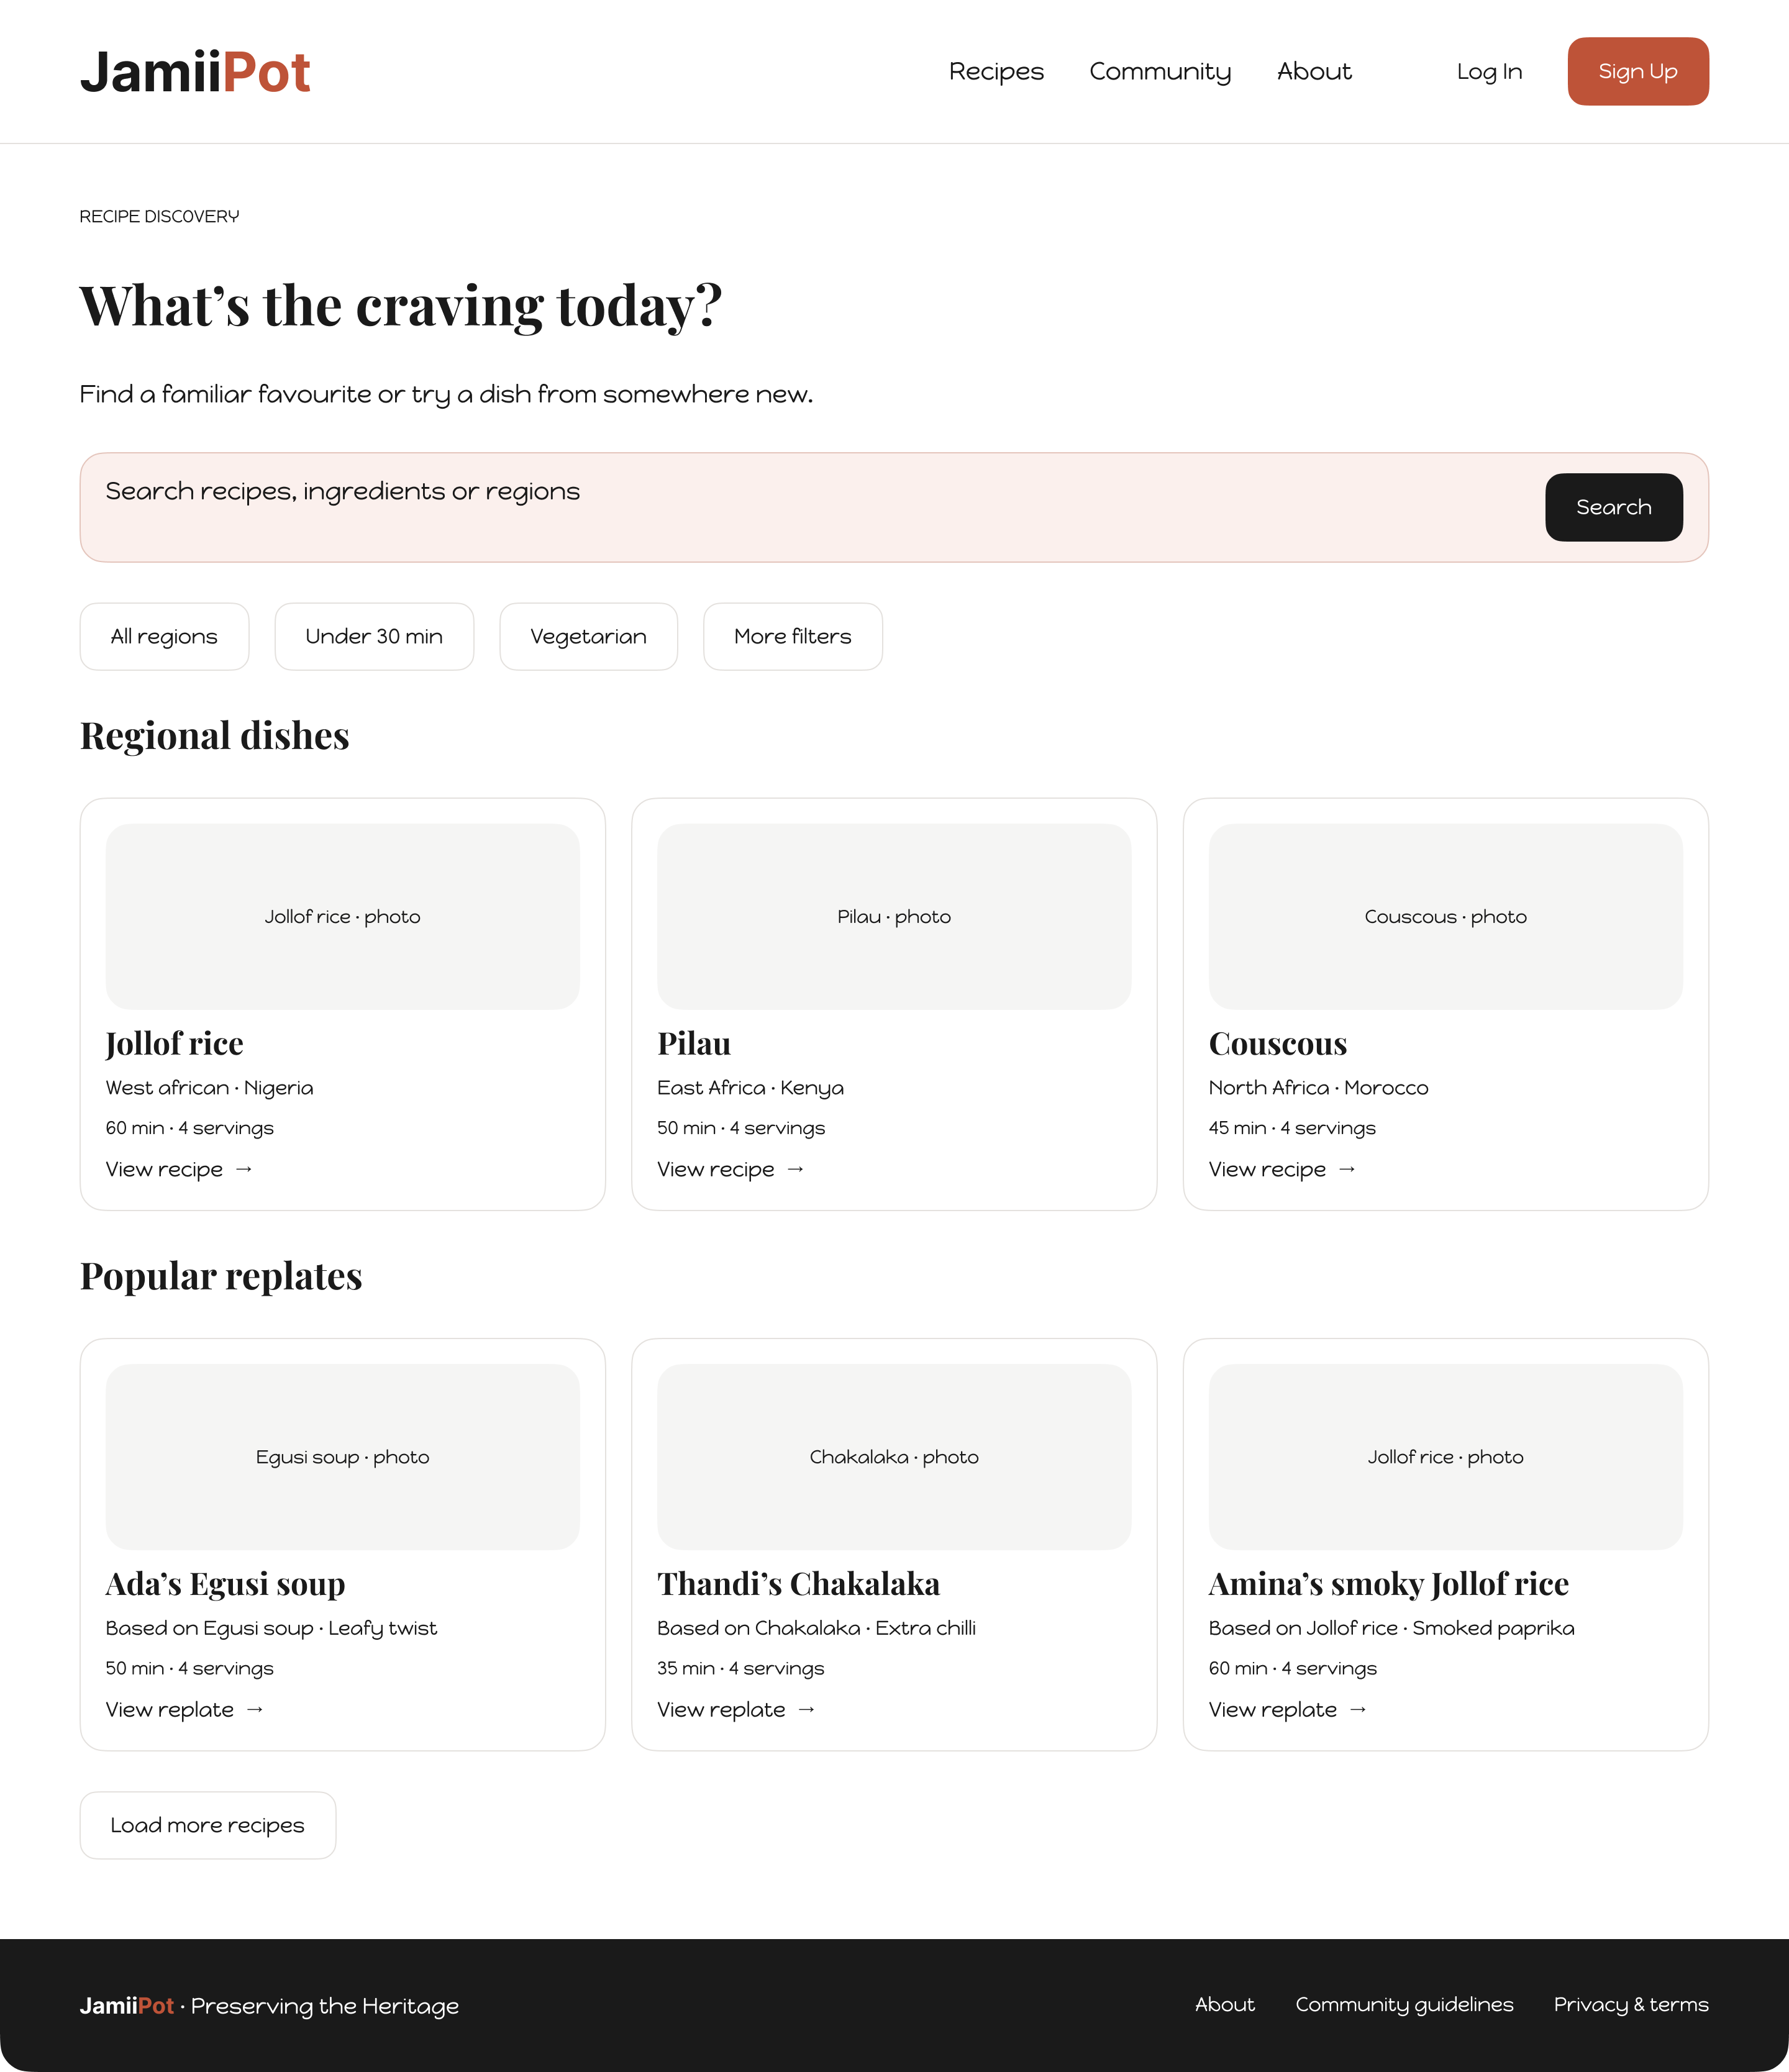 JamiiPot
Recipes Community About Log In Sign Up
RECIPE DISCOVERY
What’s the craving today?
Find a familiar favourite or try a dish from somewhere new.
Search recipes, ingredients or regions
Search
All regions Under 30 min Vegetarian More filters
Regional dishes
Jollof rice · photo
Jollof rice
West african · Nigeria
60 min · 4 servings
View recipe →
Pilau · photo
Pilau
East Africa · Kenya
50 min · 4 servings
View recipe →
Couscous · photo
Couscous
North Africa · Morocco
45 min · 4 servings
View recipe →
Popular replates
Egusi soup · photo
Ada’s Egusi soup
Based on Egusi soup · Leafy twist
50 min · 4 servings
View replate →
Chakalaka · photo
Thandi’s Chakalaka
Based on Chakalaka · Extra chilli
35 min · 4 servings
View replate →
Jollof rice · photo
Amina’s smoky Jollof rice
Based on Jollof rice · Smoked paprika
60 min · 4 servings
View replate →
Load more recipes
JamiiPot · Preserving the Heritage
About Community guidelines Privacy & terms